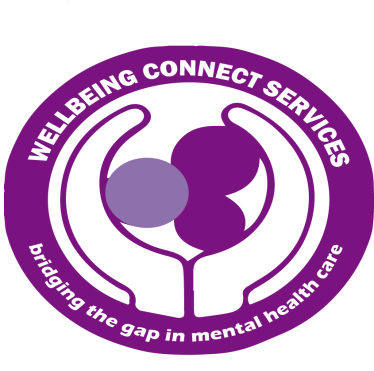 WELLBEING CONNECT SERVICES
bridging the gap in mental health care